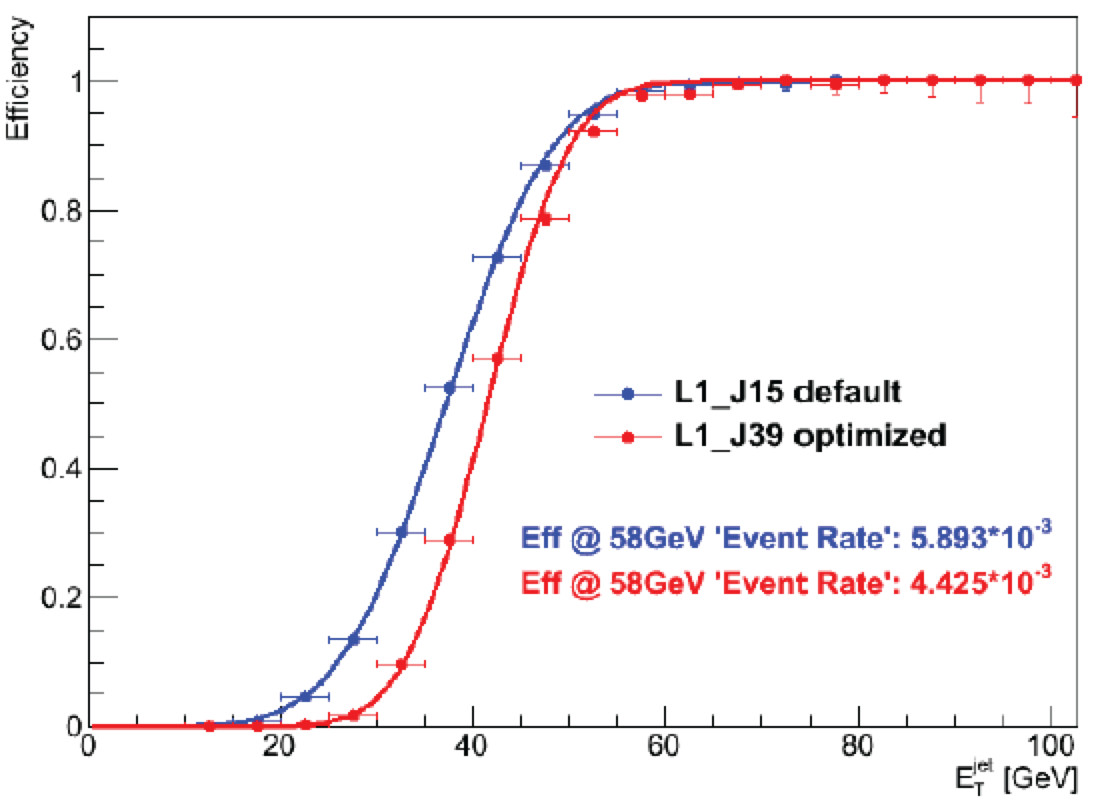 Efficiency
1
0.8
0.6
0.4
0.2
0
0 20 40 60 80 100
L1_J15 default
L1_J39 optimized
Eff @ 58GeV 'Event Rate': 5.893*10⁻³
Eff @ 58GeV 'Event Rate': 4.425*10⁻³
E_T^jet [GeV]